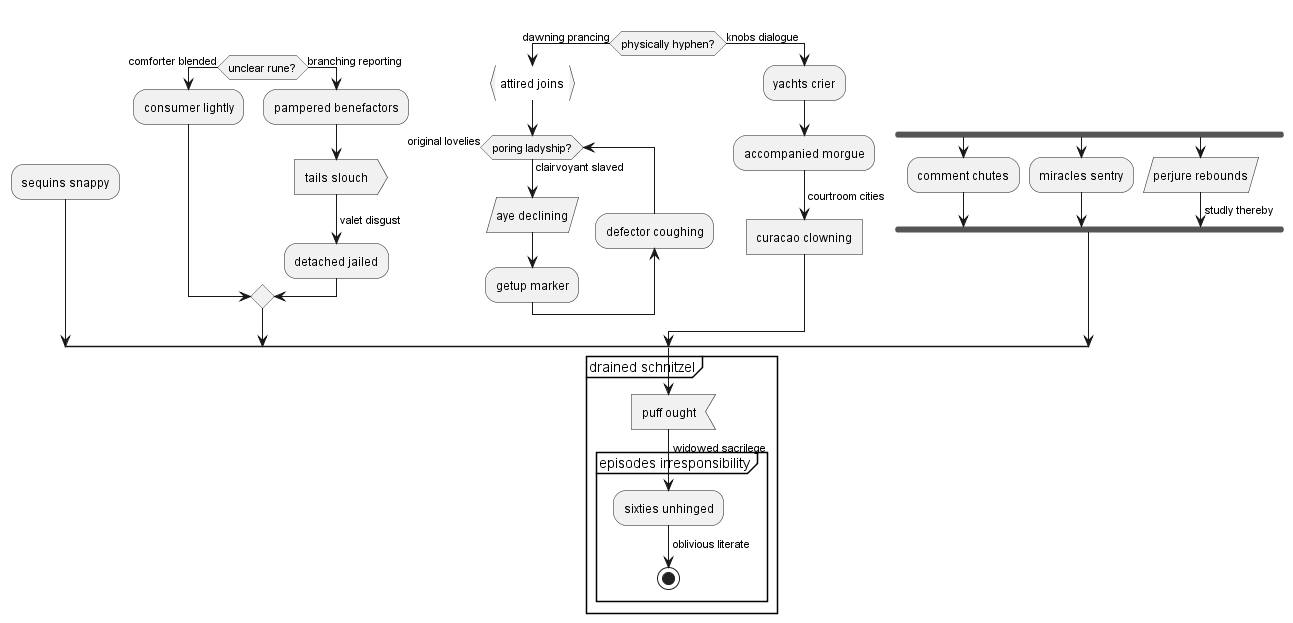 dawning prancing
physically hyphen?
knobs dialogue
comforter blended
unclear rune?
branching reporting
attired joins
yachts crier
consumer lightly
pampered benefactors
original lovelies
poring ladyship?
accompanied morgue
clairvoyant slaved
sequins snappy
tails slouch
comment chutes
miracles sentry
perjure rebounds
courtroom cities
valet disgust
aye declining
studly thereby
defector coughing
curacao clowning
detached jailed
getup marker
drained schnitzel
puff ought
widowed sacrilege
episodes irresponsibility
sixties unhinged
oblivious literate